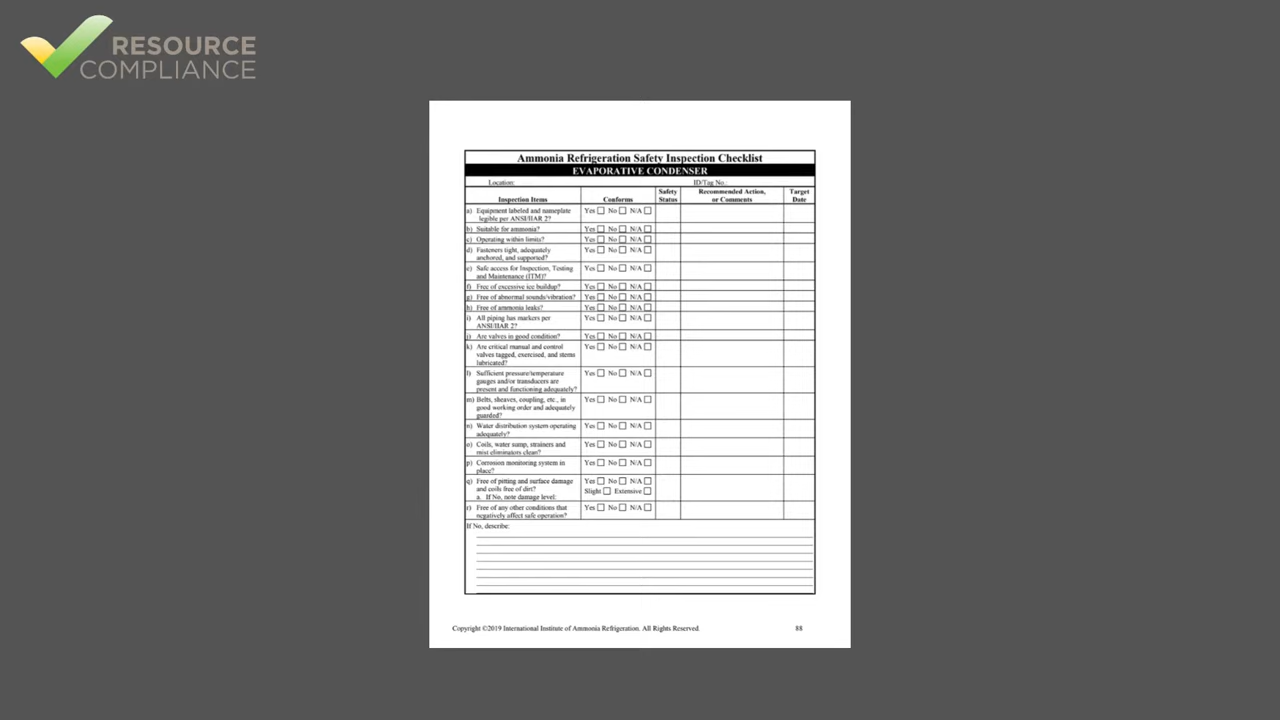 RESOURCE
COMPLIANCE
Ammonia Refrigeration Safety Inspection Checklist
EVAPORATIVE CONDENSER
Location: ID/Tag No.:
Inspection Items Conforms Safety Status Recommended Action, or Comments Target Date
a) Equipment labeled and nameplate Yes No N/A
legible per ANSI/IIAR 2?
b) Suitable for ammonia? Yes No N/A
c) Operating within limits? Yes No N/A
d) Fasteners tight, adequately Yes No N/A
anchored, and supported?
e) Safe access for Inspection, Testing Yes No N/A
and Maintenance (ITM)?
f) Free of excessive ice buildup? Yes No N/A
g) Free of abnormal sounds/vibration? Yes No N/A
h) Free of ammonia leaks? Yes No N/A
i) All piping has markers per Yes No N/A
ANSI/IIAR 2?
j) Are valves in good condition? Yes No N/A
k) Are critical manual and control Yes No N/A
valves tagged, exercised, and stems
lubricated?
l) Sufficient pressure/temperature Yes No N/A
gauges and/or transducers are
present and functioning adequately?
m) Belts, sheaves, coupling, etc., in Yes No N/A
good working order and adequately
guarded?
n) Water distribution system operating Yes No N/A
adequately?
o) Coils, water sump, strainers and Yes No N/A
mist eliminators clean?
p) Corrosion monitoring system in Yes No N/A
place?
q) Free of pitting and surface damage Yes No N/A
and coils free of dirt? Slight Extensive
a. If No, note damage level:
r) Free of any other conditions that Yes No N/A
negatively affect safe operation?
If No, describe:
Copyright ©2019 International Institute of Ammonia Refrigeration. All Rights Reserved. 88